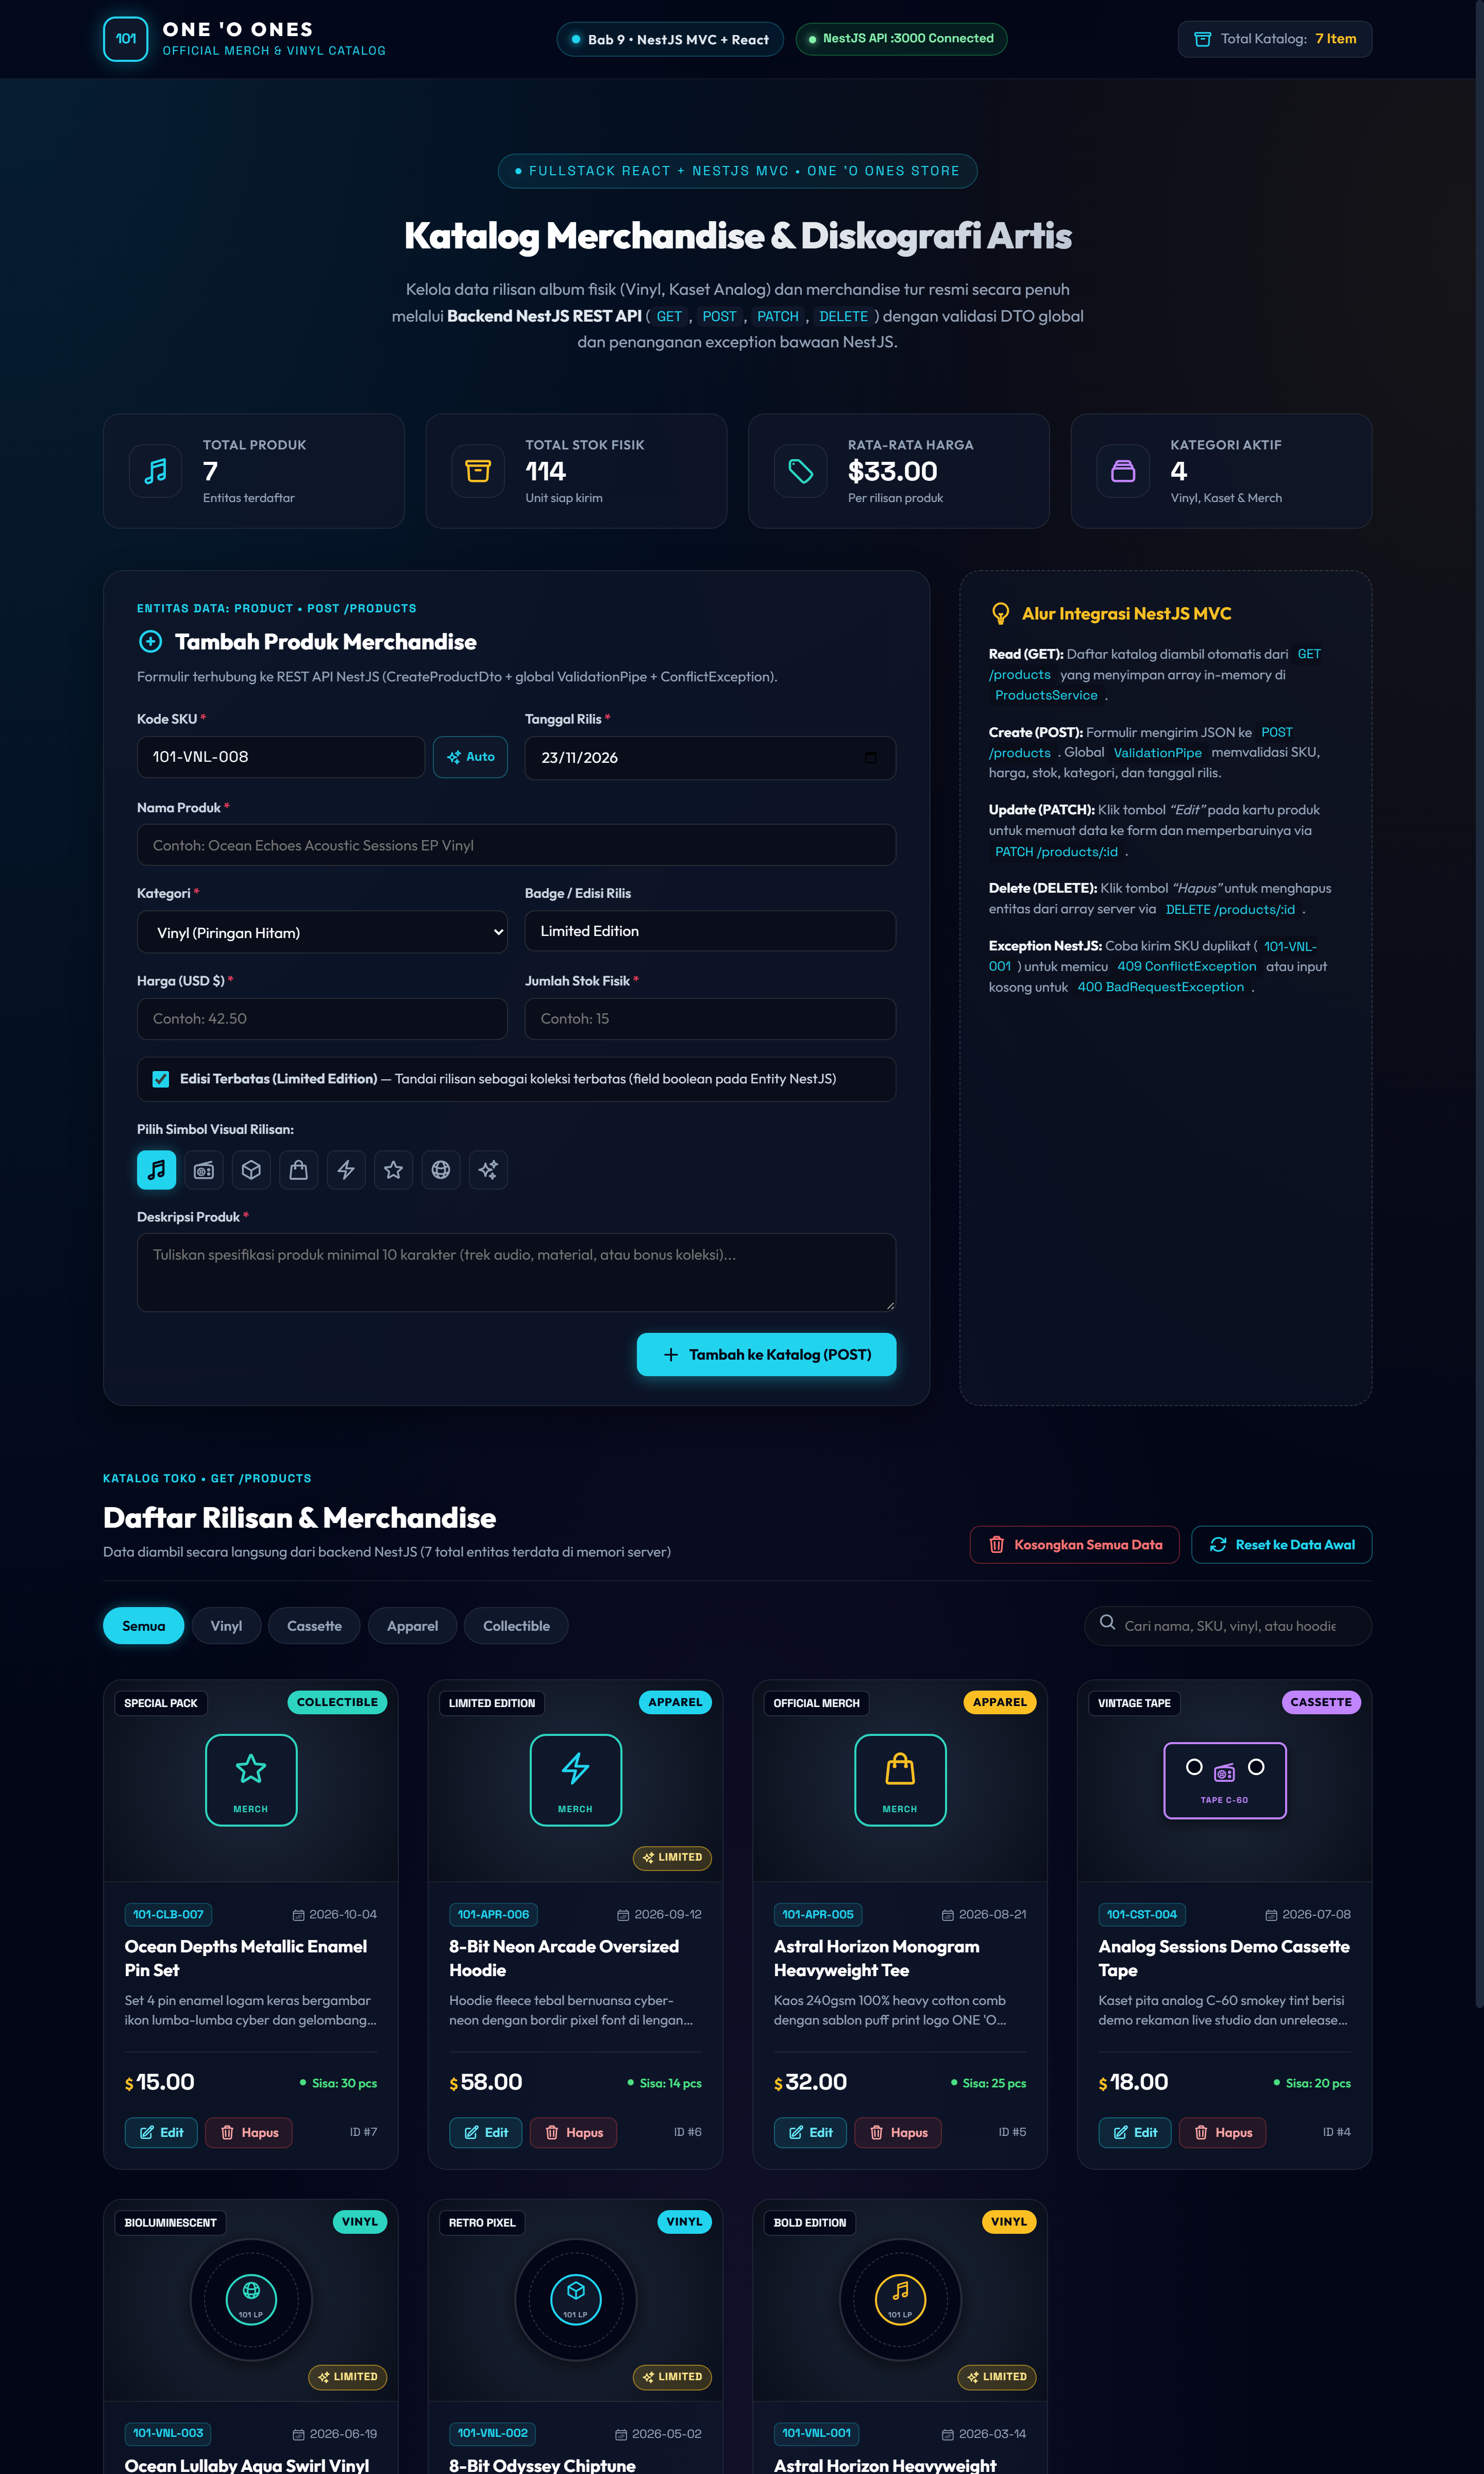 101
ONE 'O ONES
OFFICIAL MERCH & VINYL CATALOG
Bab 9 • NestJS MVC + React
NestJS API :3000 Connected
Total Katalog: 7 Item
FULLSTACK REACT + NESTJS MVC • ONE 'O ONES STORE
Katalog Merchandise & Diskografi Artis
Kelola data rilisan album fisik (Vinyl, Kaset Analog) dan merchandise tur resmi secara penuh
melalui Backend NestJS REST API ( GET , POST , PATCH , DELETE ) dengan validasi DTO global
dan penanganan exception bawaan NestJS.
TOTAL PRODUK
7
Entitas terdaftar
TOTAL STOK FISIK
114
Unit siap kirim
RATA-RATA HARGA
$33.00
Per rilisan produk
KATEGORI AKTIF
4
Vinyl, Kaset & Merch
ENTITAS DATA: PRODUCT • POST /PRODUCTS
Tambah Produk Merchandise
Formulir terhubung ke REST API NestJS (CreateProductDto + global ValidationPipe + ConflictException).
Kode SKU *
101-VNL-008
Auto
Tanggal Rilis *
23/11/2026
Nama Produk *
Contoh: Ocean Echoes Acoustic Sessions EP Vinyl
Kategori *
Vinyl (Piringan Hitam)
Badge / Edisi Rilis
Limited Edition
Harga (USD $) *
Contoh: 42.50
Jumlah Stok Fisik *
Contoh: 15
Edisi Terbatas (Limited Edition) — Tandai rilisan sebagai koleksi terbatas (field boolean pada Entity NestJS)
Pilih Simbol Visual Rilisan:
Deskripsi Produk *
Tuliskan spesifikasi produk minimal 10 karakter (trek audio, material, atau bonus koleksi)...
Tambah ke Katalog (POST)
Alur Integrasi NestJS MVC
Read (GET): Daftar katalog diambil otomatis dari GET
/products yang menyimpan array in-memory di
ProductsService .
Create (POST): Formulir mengirim JSON ke POST
/products . Global ValidationPipe memvalidasi SKU,
harga, stok, kategori, dan tanggal rilis.
Update (PATCH): Klik tombol “Edit” pada kartu produk
untuk memuat data ke form dan memperbaruinya via
PATCH /products/:id .
Delete (DELETE): Klik tombol “Hapus” untuk menghapus
entitas dari array server via DELETE /products/:id .
Exception NestJS: Coba kirim SKU duplikat ( 101-VNL-
001 ) untuk memicu 409 ConflictException atau input
kosong untuk 400 BadRequestException .
KATALOG TOKO • GET /PRODUCTS
Daftar Rilisan & Merchandise
Data diambil secara langsung dari backend NestJS (7 total entitas terdata di memori server)
Kosongkan Semua Data
Reset ke Data Awal
Semua
Vinyl
Cassette
Apparel
Collectible
Cari nama, SKU, vinyl, atau hoodie
SPECIAL PACK
COLLECTIBLE
MERCH
101-CLB-007
2026-10-04
Ocean Depths Metallic Enamel
Pin Set
Set 4 pin enamel logam keras bergambar
ikon lumba-lumba cyber dan gelombang...
$15.00
Sisa: 30 pcs
Edit
Hapus
ID #7
LIMITED EDITION
APPAREL
MERCH
LIMITED
101-APR-006
2026-09-12
8-Bit Neon Arcade Oversized
Hoodie
Hoodie fleece tebal bernuansa cyber-
neon dengan bordir pixel font di lengan...
$58.00
Sisa: 14 pcs
Edit
Hapus
ID #6
OFFICIAL MERCH
APPAREL
MERCH
101-APR-005
2026-08-21
Astral Horizon Monogram
Heavyweight Tee
Kaos 240gsm 100% heavy cotton comb
dengan sablon puff print logo ONE 'O...
$32.00
Sisa: 25 pcs
Edit
Hapus
ID #5
VINTAGE TAPE
CASSETTE
TAPE C-60
101-CST-004
2026-07-08
Analog Sessions Demo Cassette
Tape
Kaset pita analog C-60 smokey tint berisi
demo rekaman live studio dan unrelease...
$18.00
Sisa: 20 pcs
Edit
Hapus
ID #4
BIOLUMINESCENT
VINYL
101 LP
LIMITED
101-VNL-003
2026-06-19
Ocean Lullaby Aqua Swirl Vinyl
RETRO PIXEL
VINYL
101 LP
LIMITED
101-VNL-002
2026-05-02
8-Bit Odyssey Chiptune
BOLD EDITION
VINYL
101 LP
LIMITED
101-VNL-001
2026-03-14
Astral Horizon Heavyweight